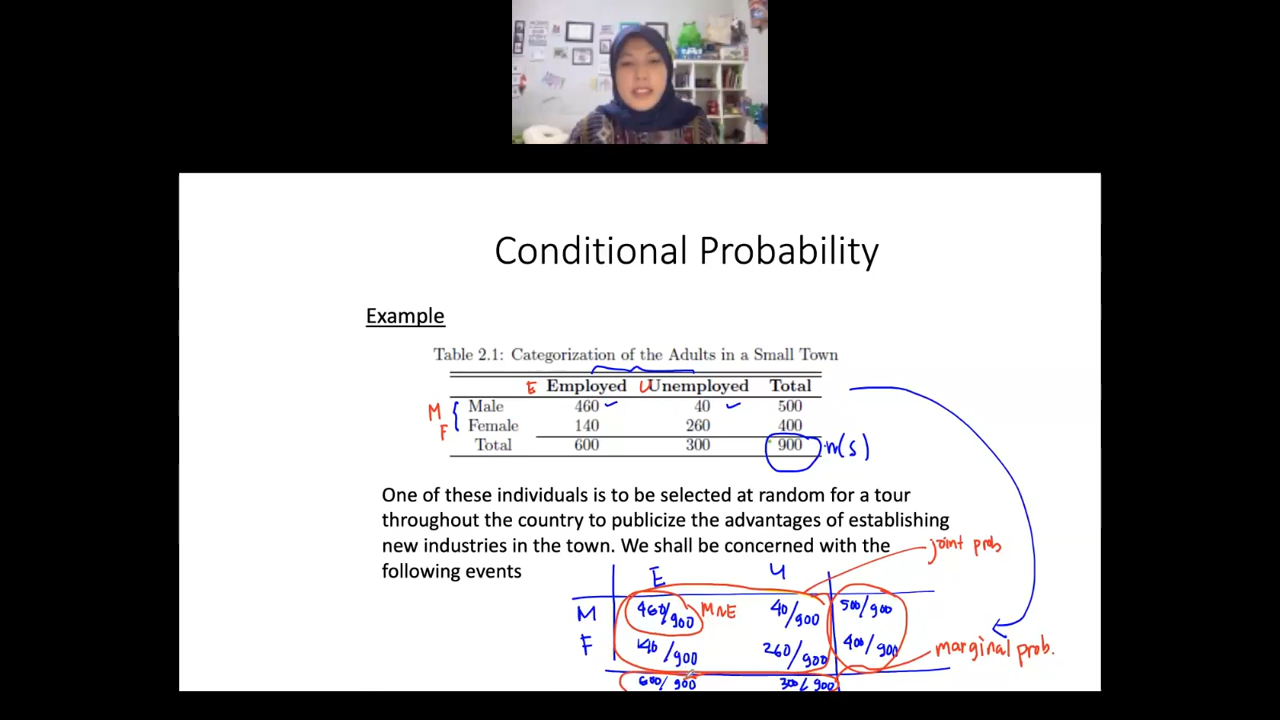 Conditional Probability
Example
Table 2.1: Categorization of the Adults in a Small Town
E Employed U Unemployed Total
M Male 460 40 500
F Female 140 260 400
Total 600 300 900 n(s)
One of these individuals is to be selected at random for a tour
throughout the country to publicize the advantages of establishing
new industries in the town. We shall be concerned with the
following events
joint prob
E U
M 460/900 M∩E 40/900 500/900
F 140/900 260/900 400/900
marginal prob.
600/900 300/900